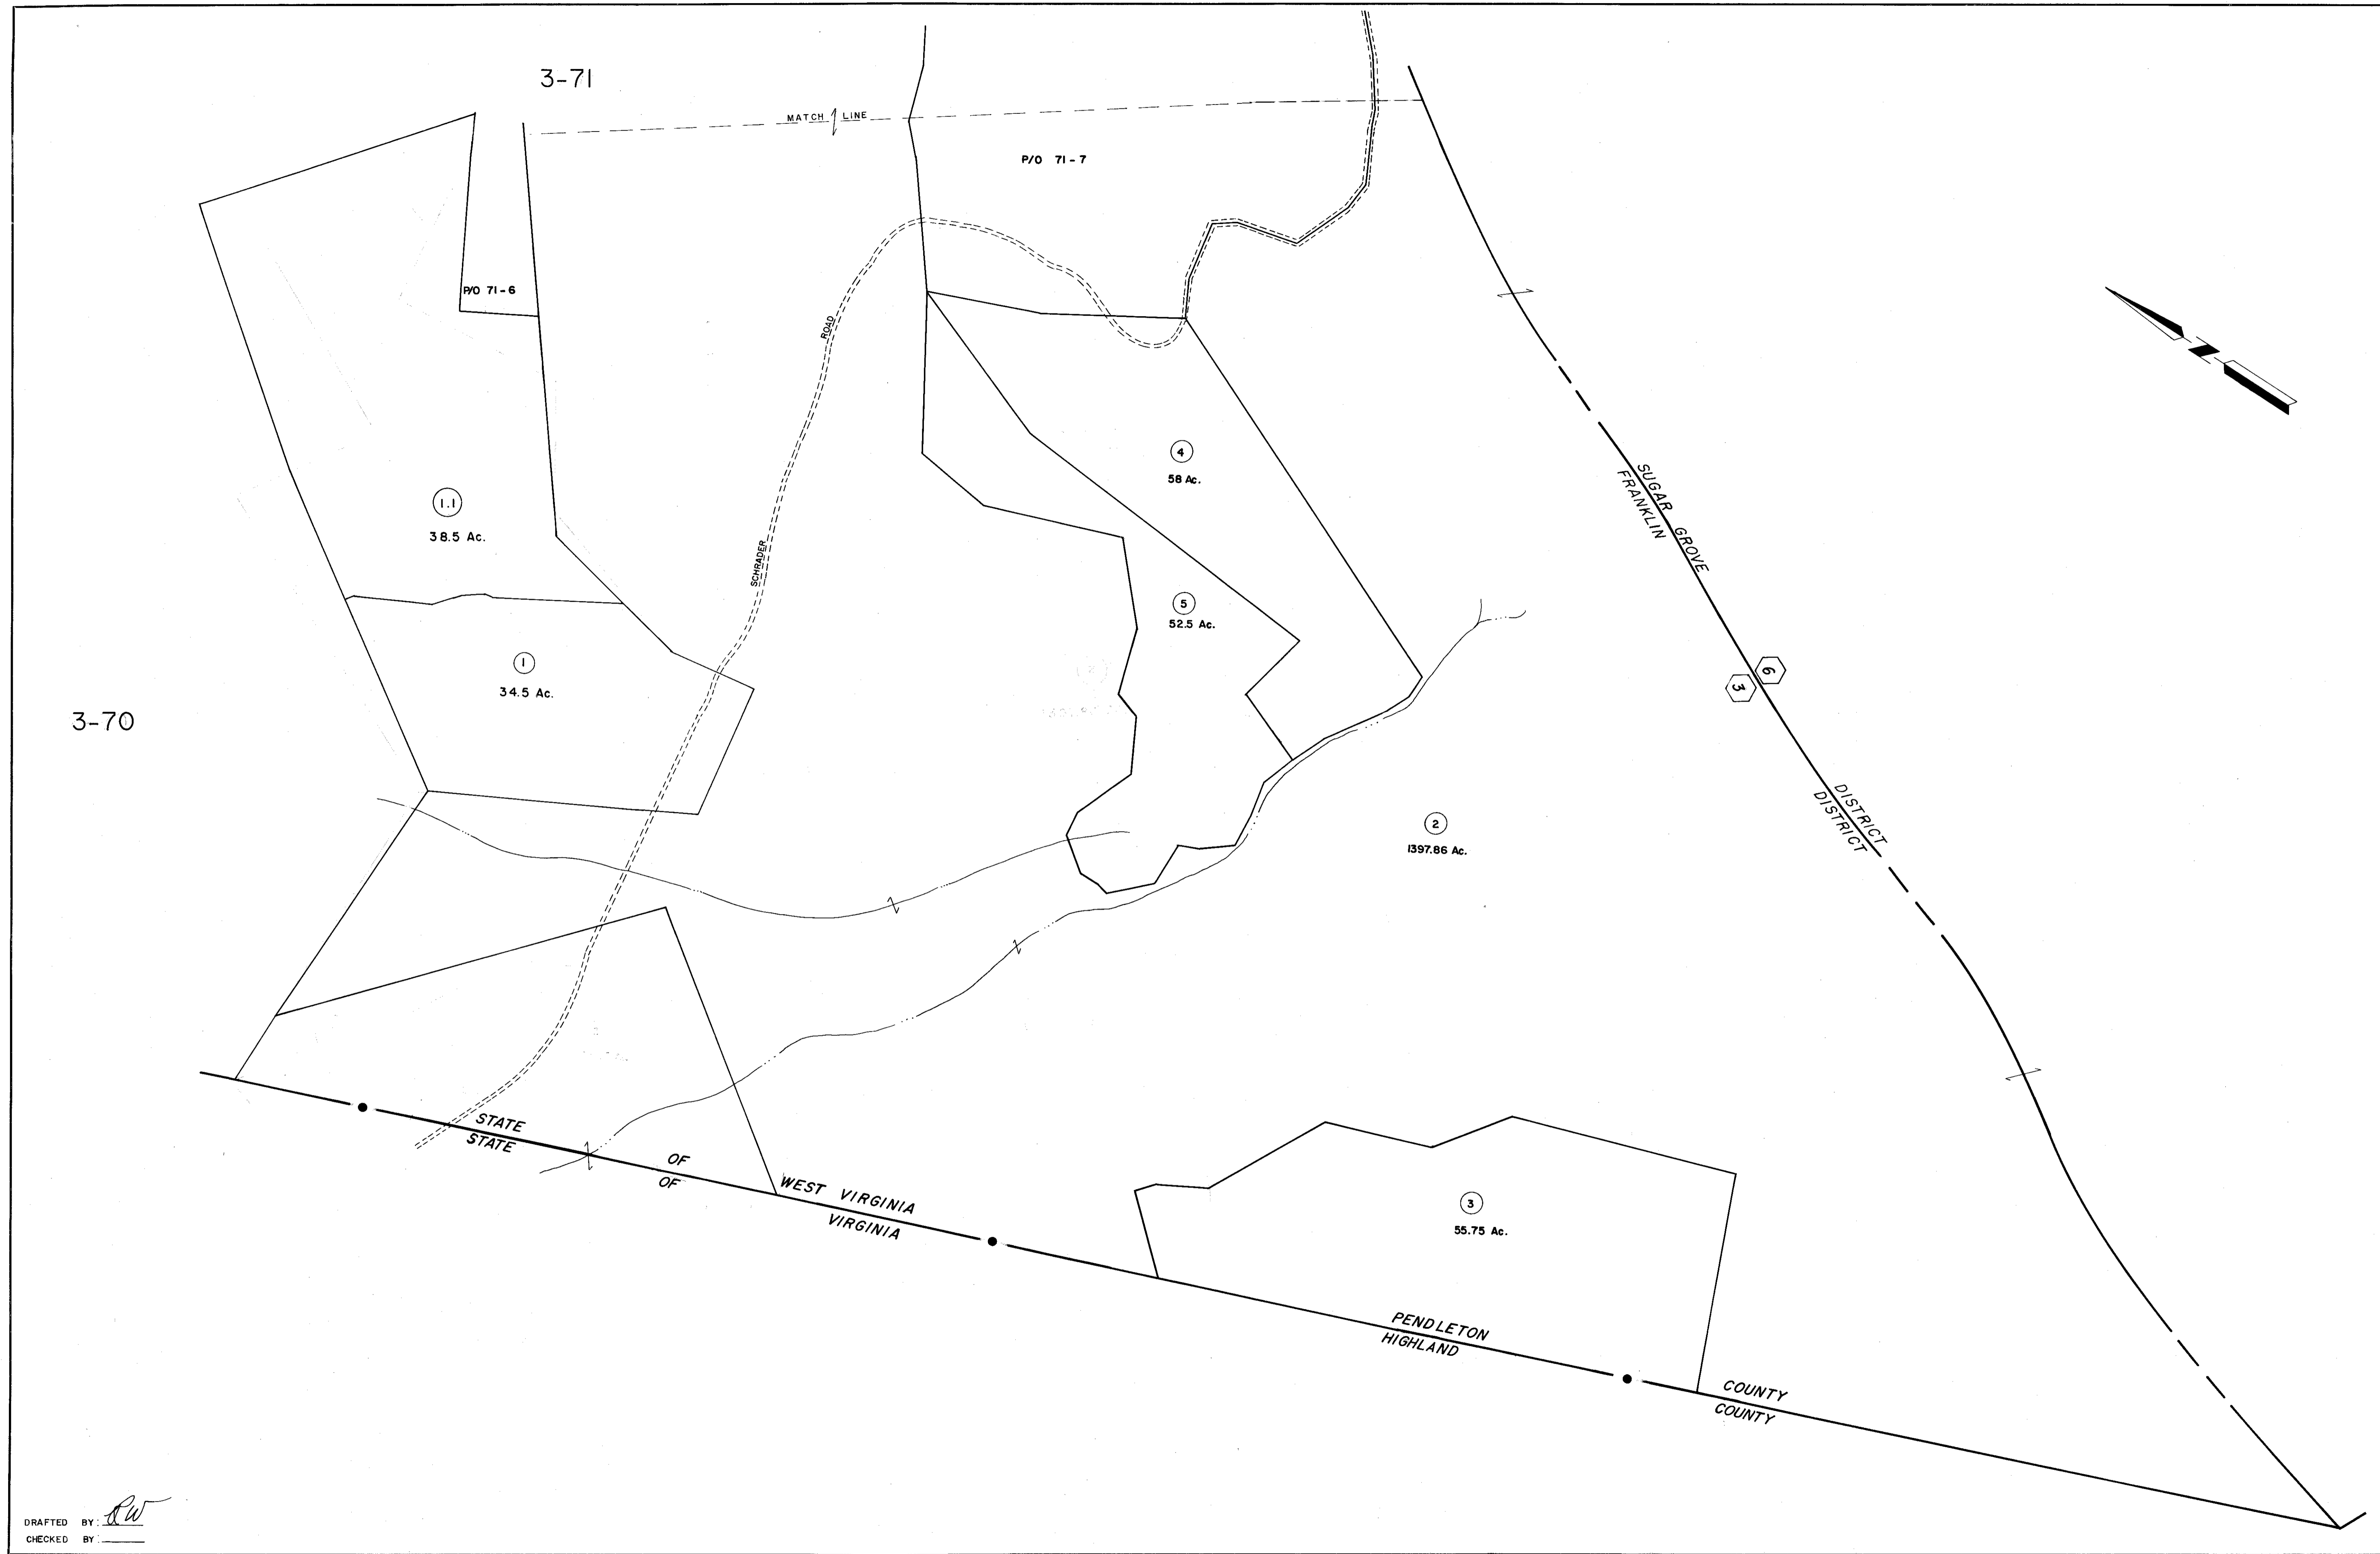 3-71
MATCH LINE
P/O 71-7
P/O 71-6
ROAD
SCHRADER
1.1
38.5 Ac.
4
58 Ac.
SUGAR GROVE
FRANKLIN
5
52.5 Ac.
1
34.5 Ac.
3-70
6
3
N
DISTRICT
DISTRICT
2
1397.86 Ac.
STATE OF WEST VIRGINIA
STATE OF VIRGINIA
3
55.75 Ac.
PENDLETON COUNTY
HIGHLAND COUNTY
DRAFTED BY: RW
CHECKED BY: